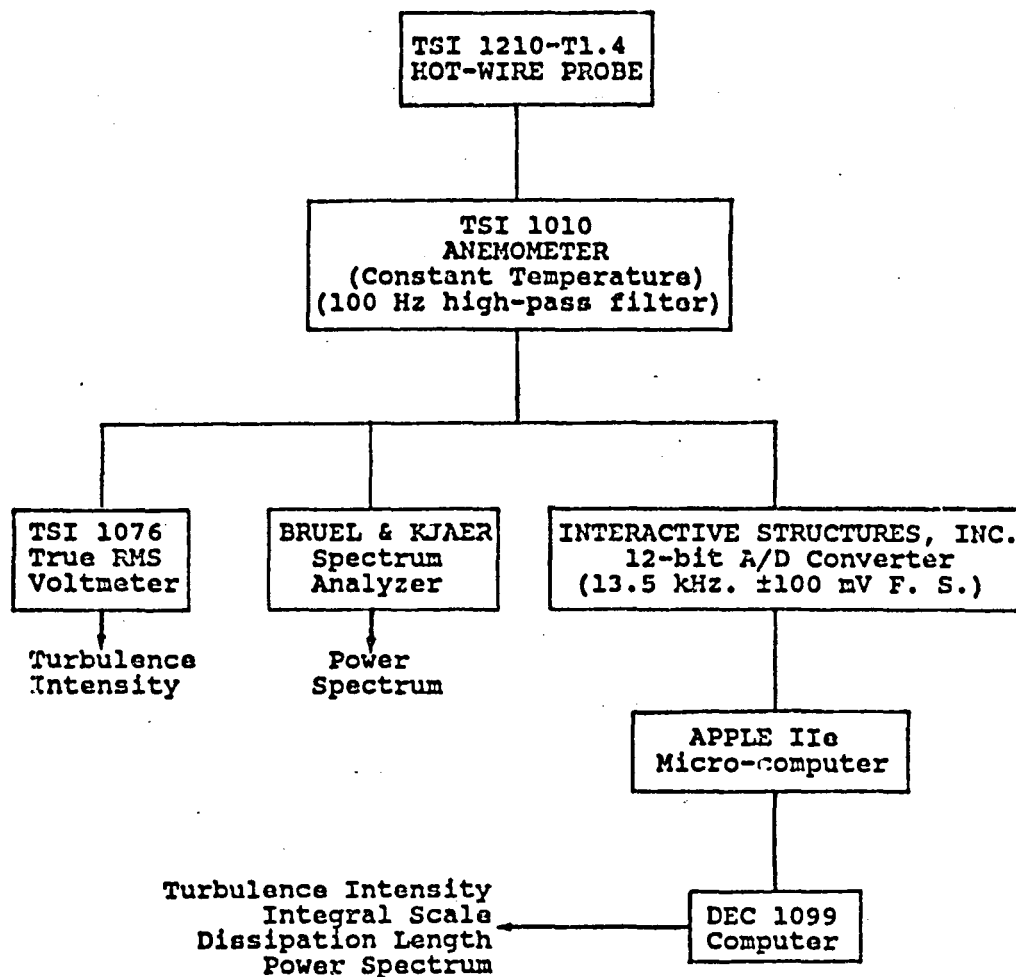 TSI 1210-T1.4
HOT-WIRE PROBE
TSI 1010
ANEMOMETER
(Constant Temperature)
(100 Hz high-pass filter)
TSI 1076
True RMS
Voltmeter
BRUEL & KJAER
Spectrum
Analyzer
INTERACTIVE STRUCTURES, INC.
12-bit A/D Converter
(13.5 kHz. ±100 mV F. S.)
Turbulence
Intensity
Power
Spectrum
APPLE IIe
Micro-computer
Turbulence Intensity
Integral Scale
Dissipation Length
Power Spectrum
DEC 1099
Computer